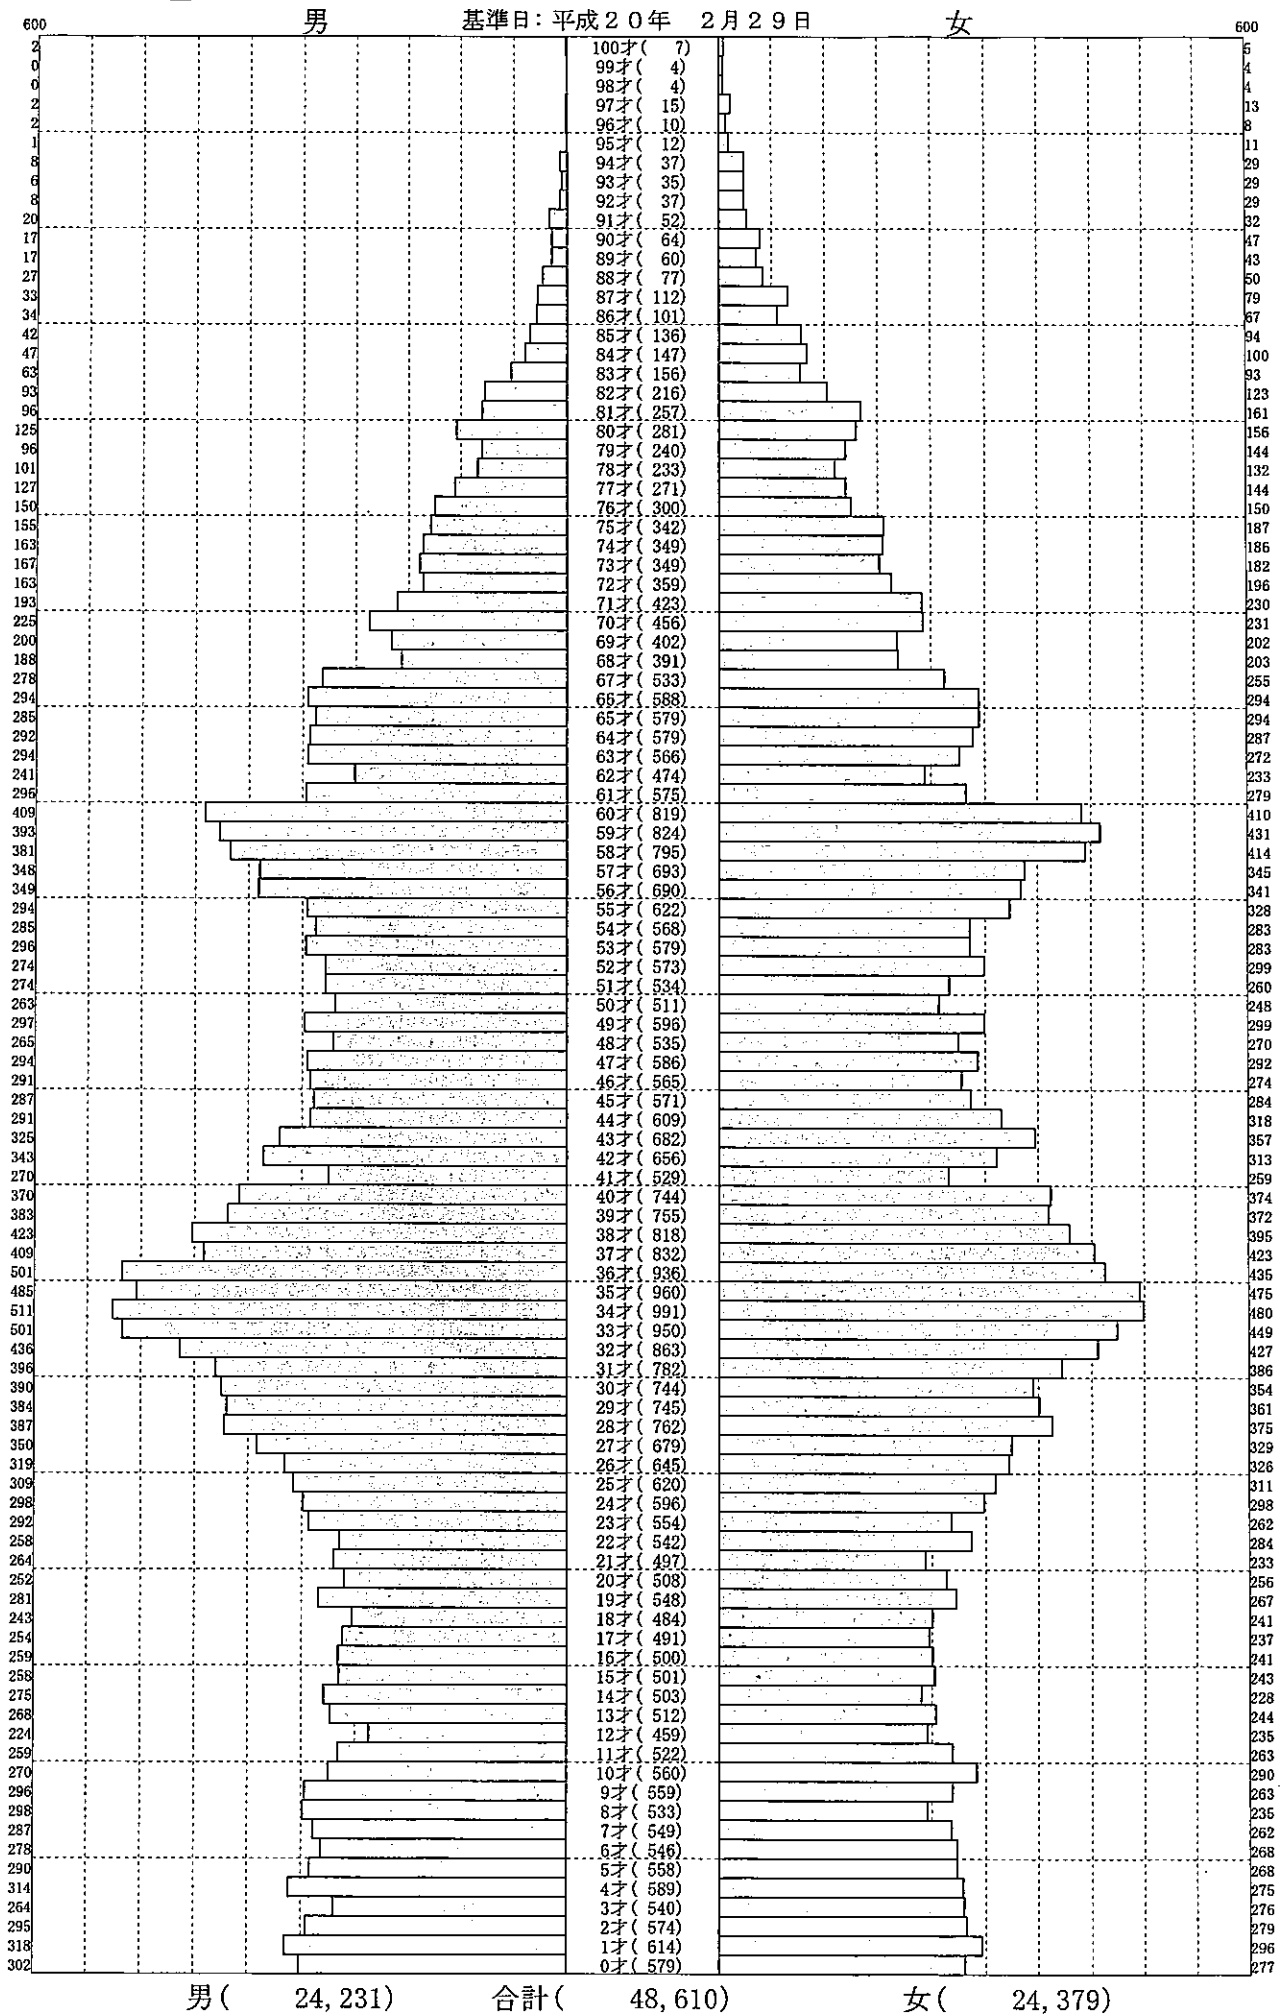 男 基準日：平成２０年 ２月２９日 女
600 600
2 100才( 7) 5
0 99才( 4) 4
0 98才( 4) 4
2 97才( 15) 13
2 96才( 10) 8
1 95才( 12) 11
8 94才( 37) 29
6 93才( 35) 29
8 92才( 37) 29
20 91才( 52) 32
17 90才( 64) 47
17 89才( 60) 43
27 88才( 77) 50
33 87才( 112) 79
34 86才( 101) 67
42 85才( 136) 94
47 84才( 147) 100
63 83才( 156) 93
93 82才( 216) 123
96 81才( 257) 161
125 80才( 281) 156
96 79才( 240) 144
101 78才( 233) 132
127 77才( 271) 144
150 76才( 300) 150
155 75才( 342) 187
163 74才( 349) 186
167 73才( 349) 182
163 72才( 359) 196
193 71才( 423) 230
225 70才( 456) 231
200 69才( 402) 202
188 68才( 391) 203
278 67才( 533) 255
294 66才( 588) 294
285 65才( 579) 294
292 64才( 579) 287
294 63才( 566) 272
241 62才( 474) 233
296 61才( 575) 279
409 60才( 819) 410
393 59才( 824) 431
381 58才( 795) 414
348 57才( 693) 345
349 56才( 690) 341
294 55才( 622) 328
285 54才( 568) 283
296 53才( 579) 283
274 52才( 573) 299
274 51才( 534) 260
263 50才( 511) 248
297 49才( 596) 299
265 48才( 535) 270
294 47才( 586) 292
291 46才( 565) 274
287 45才( 571) 284
291 44才( 609) 318
325 43才( 682) 357
343 42才( 656) 313
270 41才( 529) 259
370 40才( 744) 374
383 39才( 755) 372
423 38才( 818) 395
409 37才( 832) 423
501 36才( 936) 435
485 35才( 960) 475
511 34才( 991) 480
501 33才( 950) 449
436 32才( 863) 427
396 31才( 782) 386
390 30才( 744) 354
384 29才( 745) 361
387 28才( 762) 375
350 27才( 679) 329
319 26才( 645) 326
309 25才( 620) 311
298 24才( 596) 298
292 23才( 554) 262
258 22才( 542) 284
264 21才( 497) 233
252 20才( 508) 256
281 19才( 548) 267
243 18才( 484) 241
254 17才( 491) 237
259 16才( 500) 241
258 15才( 501) 243
275 14才( 503) 228
268 13才( 512) 244
224 12才( 459) 235
259 11才( 522) 263
270 10才( 560) 290
296 9才( 559) 263
298 8才( 533) 235
287 7才( 549) 262
278 6才( 546) 268
290 5才( 558) 268
314 4才( 589) 275
264 3才( 540) 276
295 2才( 574) 279
318 1才( 614) 296
302 0才( 579) 277
男( 24,231) 合計( 48,610) 女( 24,379)